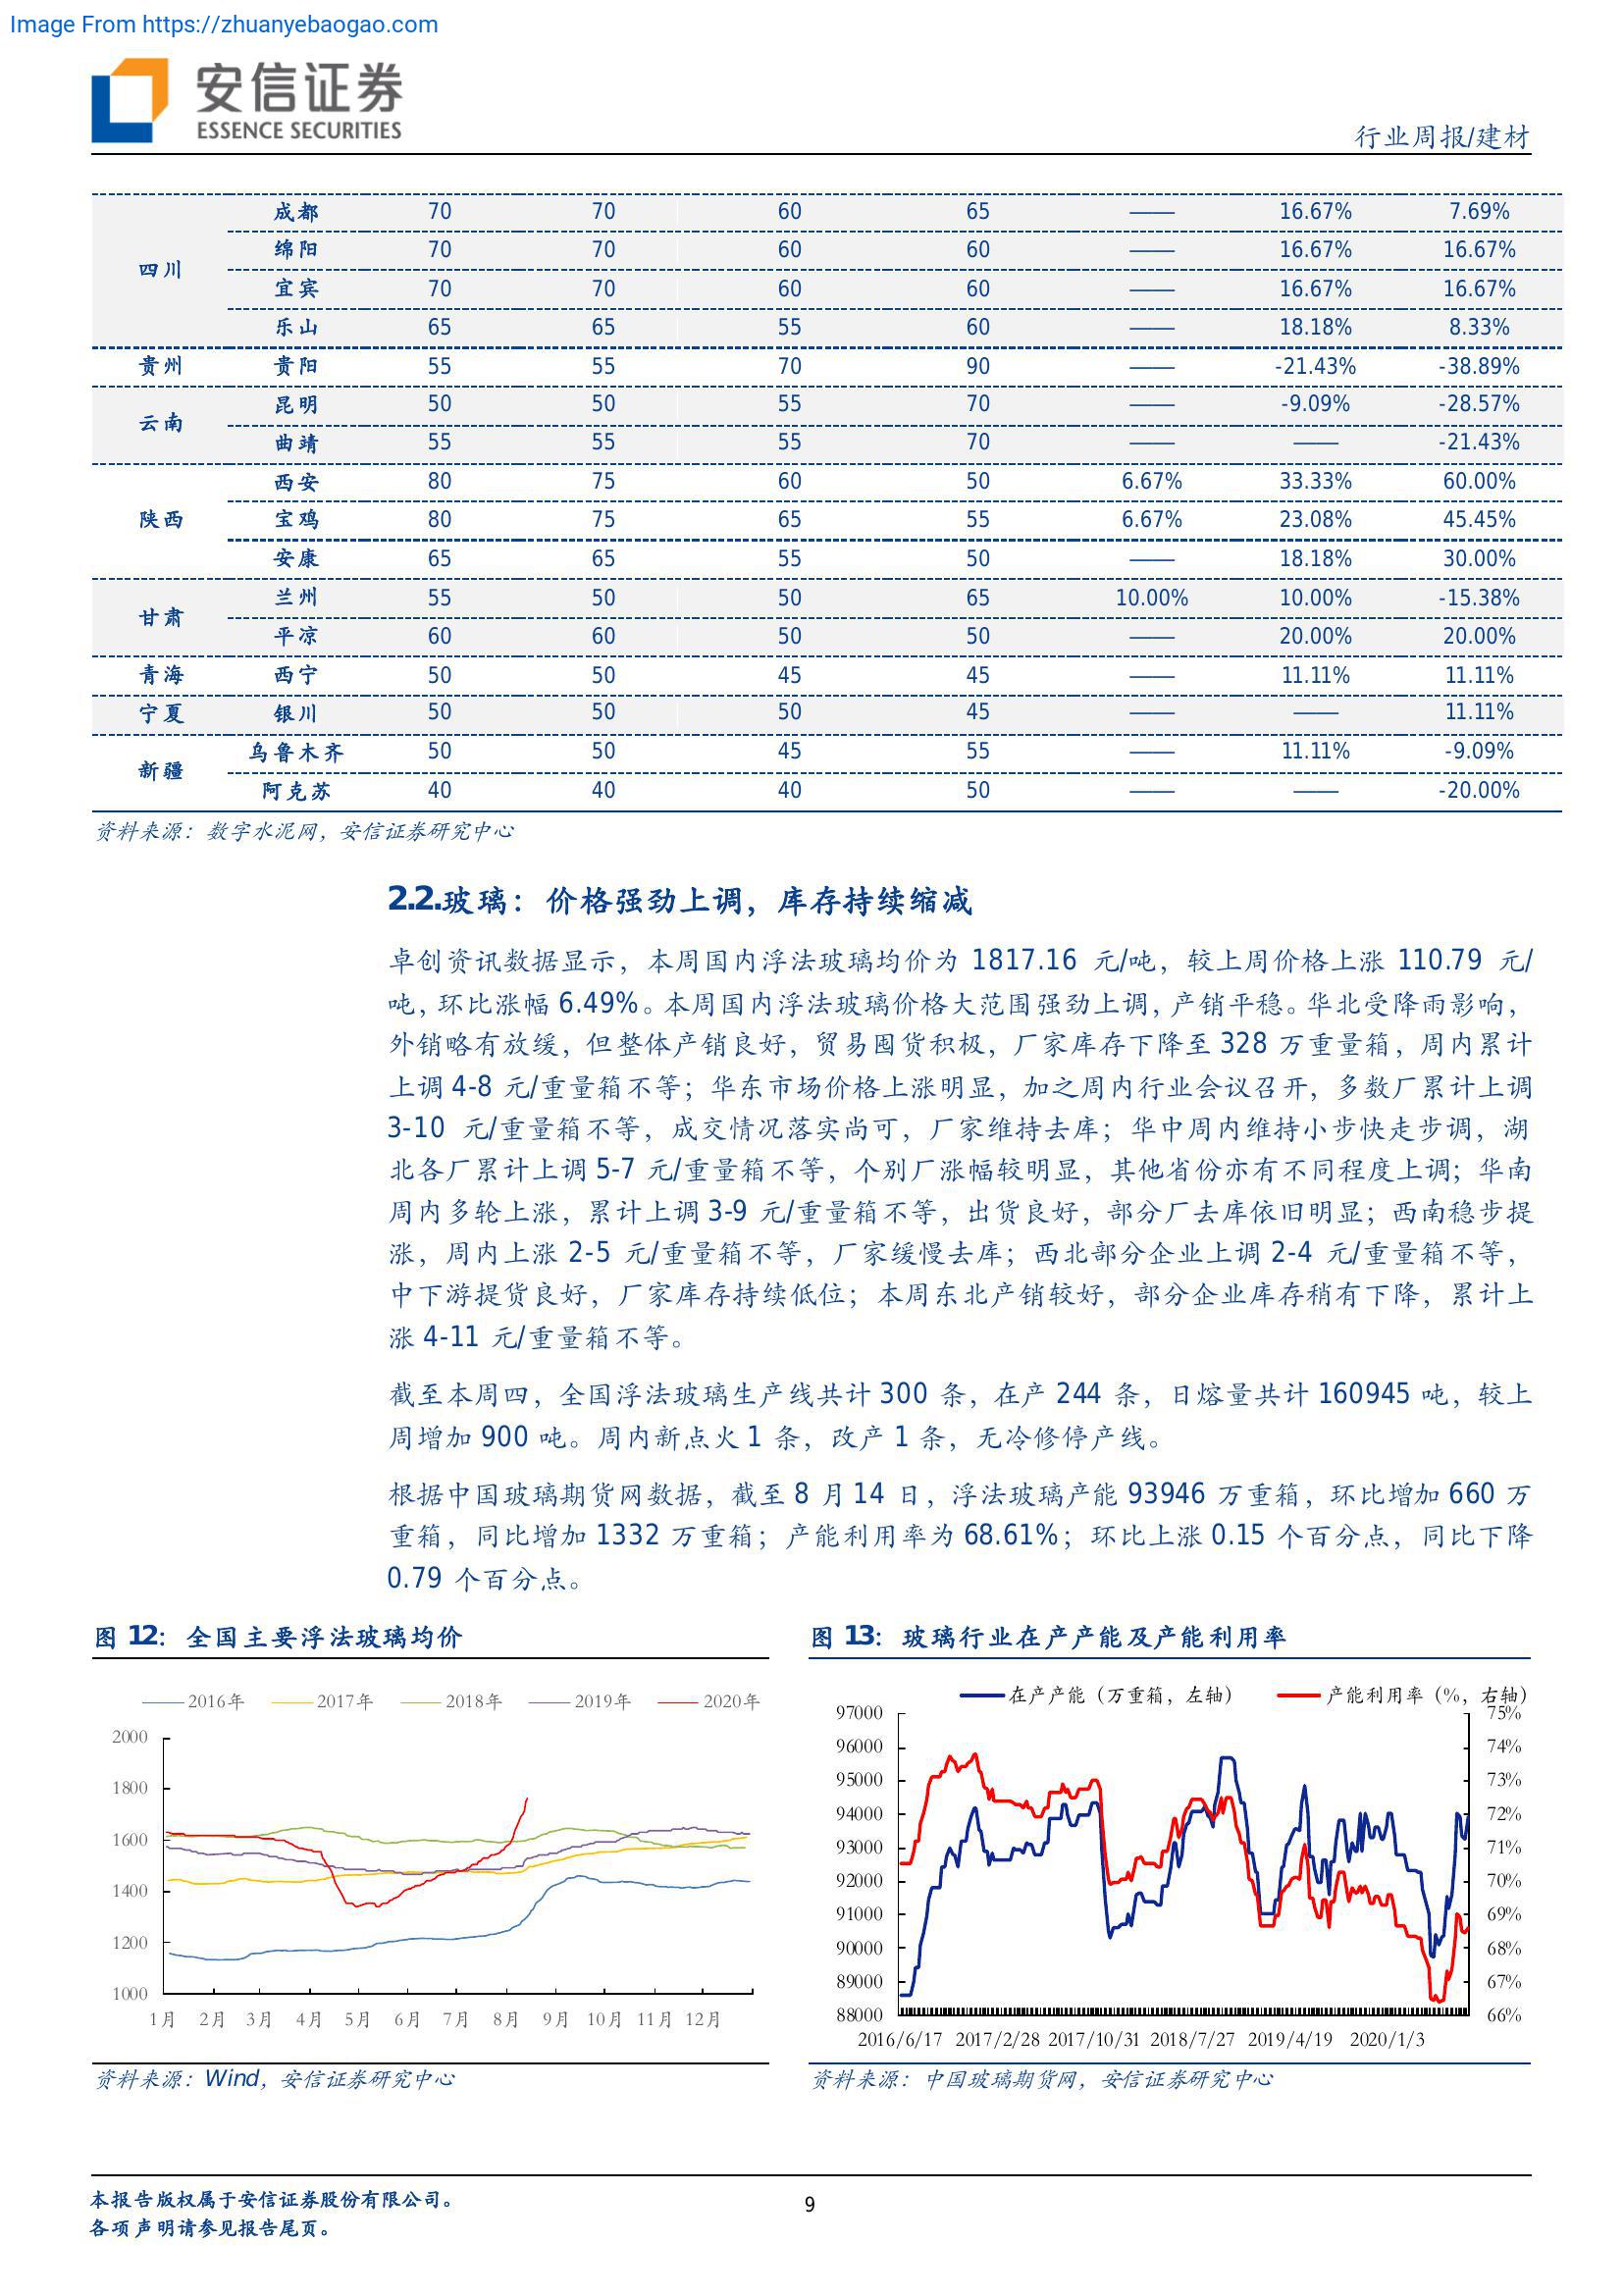 Image From https://zhuanyebaogao.com
安信证券
ESSENCE SECURITIES
行业周报/建材
四川 成都 70 70 60 65 —— 16.67% 7.69%
绵阳 70 70 60 60 —— 16.67% 16.67%
宜宾 70 70 60 60 —— 16.67% 16.67%
乐山 65 65 55 60 —— 18.18% 8.33%
贵州 贵阳 55 55 70 90 —— -21.43% -38.89%
云南 昆明 50 50 55 70 —— -9.09% -28.57%
曲靖 55 55 55 70 —— —— -21.43%
陕西 西安 80 75 60 50 6.67% 33.33% 60.00%
宝鸡 80 75 65 55 6.67% 23.08% 45.45%
安康 65 65 55 50 —— 18.18% 30.00%
甘肃 兰州 55 50 50 65 10.00% 10.00% -15.38%
平凉 60 60 50 50 —— 20.00% 20.00%
青海 西宁 50 50 45 45 —— 11.11% 11.11%
宁夏 银川 50 50 50 45 —— —— 11.11%
新疆 乌鲁木齐 50 50 45 55 —— 11.11% -9.09%
阿克苏 40 40 40 50 —— —— -20.00%
资料来源：数字水泥网，安信证券研究中心
2.2.玻璃：价格强劲上调，库存持续缩减
卓创资讯数据显示，本周国内浮法玻璃均价为 1817.16 元/吨，较上周价格上涨 110.79 元/
吨，环比涨幅 6.49%。本周国内浮法玻璃价格大范围强劲上调，产销平稳。华北受降雨影响，
外销略有放缓，但整体产销良好，贸易囤货积极，厂家库存下降至 328 万重量箱，周内累计
上调 4-8 元/重量箱不等；华东市场价格上涨明显，加之周内行业会议召开，多数厂累计上调
3-10 元/重量箱不等，成交情况落实尚可，厂家维持去库；华中周内维持小步快走步调，湖
北各厂累计上调 5-7 元/重量箱不等，个别厂涨幅较明显，其他省份亦有不同程度上调；华南
周内多轮上涨，累计上调 3-9 元/重量箱不等，出货良好，部分厂去库依旧明显；西南稳步提
涨，周内上涨 2-5 元/重量箱不等，厂家缓慢去库；西北部分企业上调 2-4 元/重量箱不等，
中下游提货良好，厂家库存持续低位；本周东北产销较好，部分企业库存稍有下降，累计上
涨 4-11 元/重量箱不等。
截至本周四，全国浮法玻璃生产线共计 300 条，在产 244 条，日熔量共计 160945 吨，较上
周增加 900 吨。周内新点火 1 条，改产 1 条，无冷修停产线。
根据中国玻璃期货网数据，截至 8 月 14 日，浮法玻璃产能 93946 万重箱，环比增加 660 万
重箱，同比增加 1332 万重箱；产能利用率为 68.61%；环比上涨 0.15 个百分点，同比下降
0.79 个百分点。
图 12：全国主要浮法玻璃均价
2016年 2017年 2018年 2019年 2020年
2000
1800
1600
1400
1200
1000
1月 2月 3月 4月 5月 6月 7月 8月 9月 10月 11月 12月
资料来源：Wind，安信证券研究中心
图 13：玻璃行业在产产能及产能利用率
在产产能（万重箱，左轴） 产能利用率（%，右轴）
97000 75%
96000 74%
95000 73%
94000 72%
93000 71%
92000 70%
91000 69%
90000 68%
89000 67%
88000 66%
2016/6/17 2017/2/28 2017/10/31 2018/7/27 2019/4/19 2020/1/3
资料来源：中国玻璃期货网，安信证券研究中心
本报告版权属于安信证券股份有限公司。
各项声明请参见报告尾页。
9